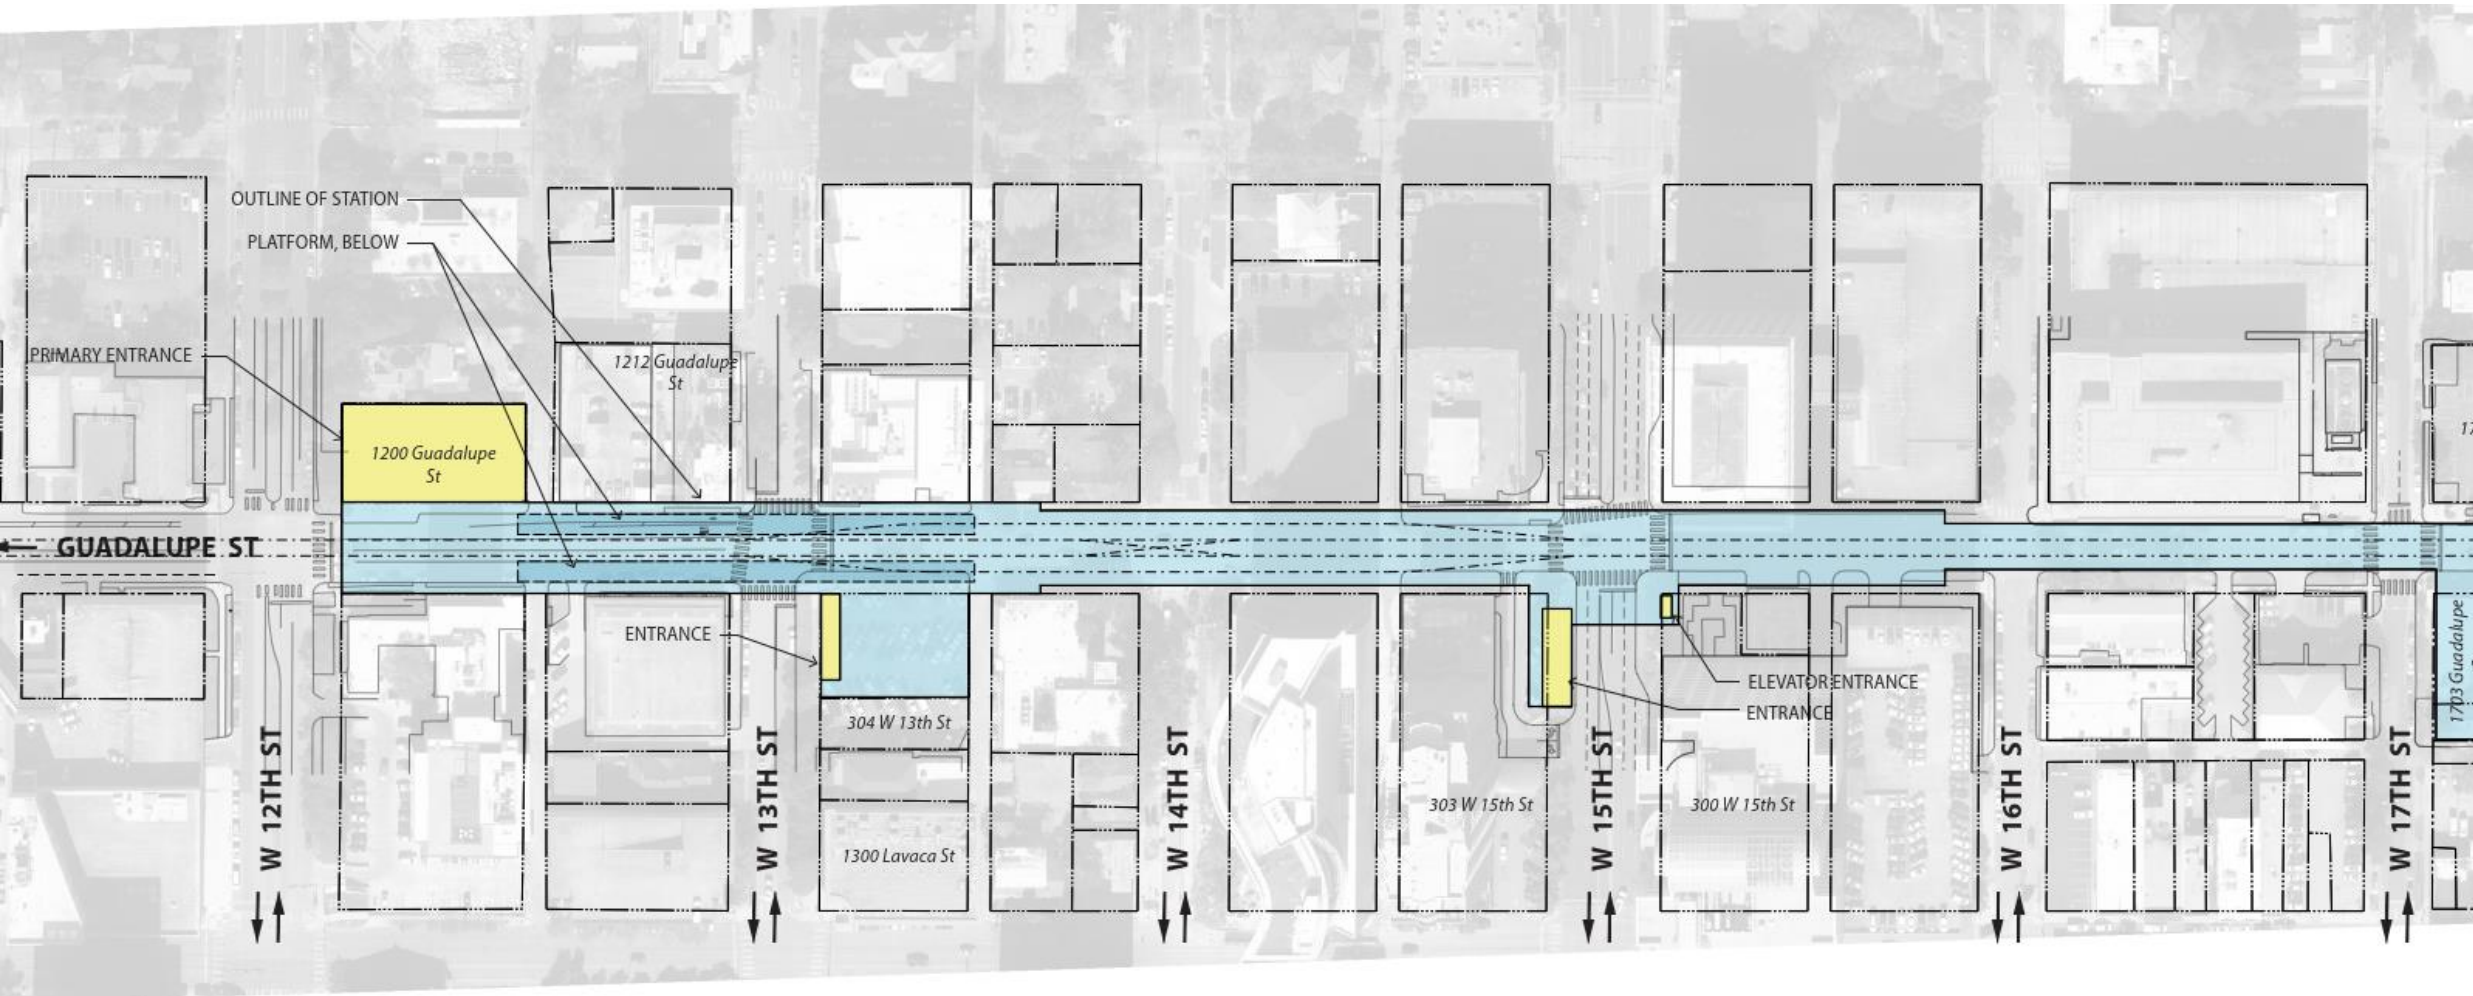 OUTLINE OF STATION
PLATFORM, BELOW
PRIMARY ENTRANCE
1212 Guadalupe
St
1200 Guadalupe
St
17
GUADALUPE ST
ENTRANCE
304 W 13th St
1300 Lavaca St
303 W 15th St
300 W 15th St
ELEVATOR ENTRANCE
ENTRANCE
1703 Guadalupe
W 12TH ST
W 13TH ST
W 14TH ST
W 15TH ST
W 16TH ST
W 17TH ST